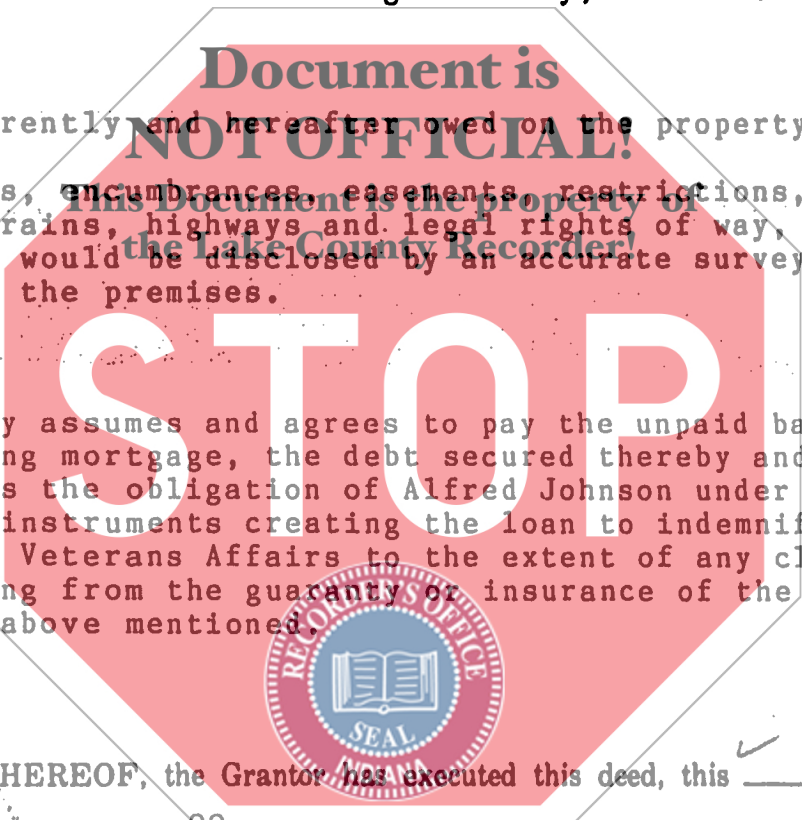 Document is
rently and hereafter owed on the property
NOT OFFICIAL!
s, encumbrances, easements, restrictions,
This Document is the property of
rains, highways and legal rights of way,
the Lake County Recorder!
would be disclosed by an accurate survey
the premises.
STOP
y assumes and agrees to pay the unpaid ba
ng mortgage, the debt secured thereby and
s the obligation of Alfred Johnson under
instruments creating the loan to indemnif
Veterans Affairs to the extent of any cl
ng from the guaranty or insurance of the
above mentioned.
RECORDER'S OFFICE
SEAL
INDIANA
HEREOF, the Grantor has executed this deed, this